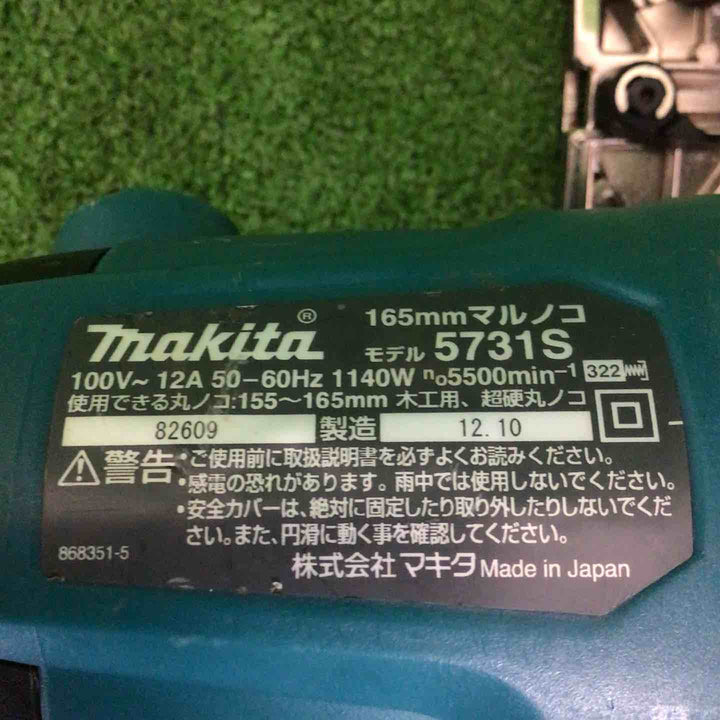 makita®
165mmマルノコ
モデル 5731S
100V～ 12A 50−60Hz 1140W n₀5500min⁻¹ 322
使用できる丸ノコ:155～165mm 木工用、超硬丸ノコ
82609 製造 12.10
警告
・ご使用前に取扱説明書を必ずよくお読みください。
・感電の恐れがあります。雨中では使用しないでください。
・安全カバーは、絶対に固定したり取り外したりしないでくだ
さい。また、円滑に動く事を確認してください。
868351-5
株式会社 マキタ Made in Japan